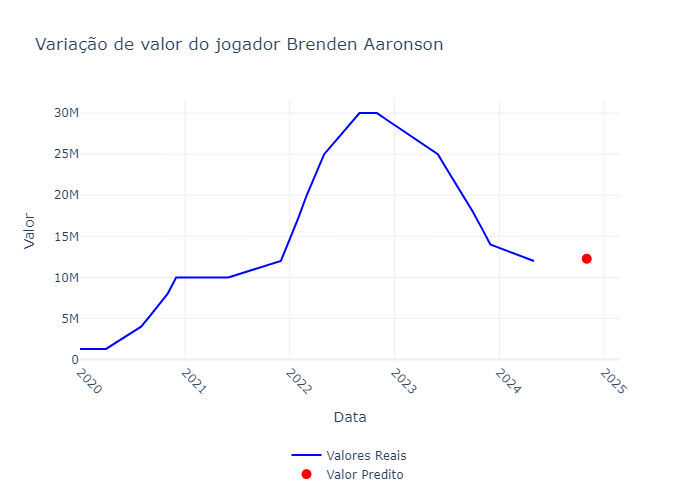 Variação de valor do jogador Brenden Aaronson
30M
25M
20M
15M
10M
5M
0
Valor
2020
2021
2022
2023
2024
2025
Data
Valores Reais
Valor Predito